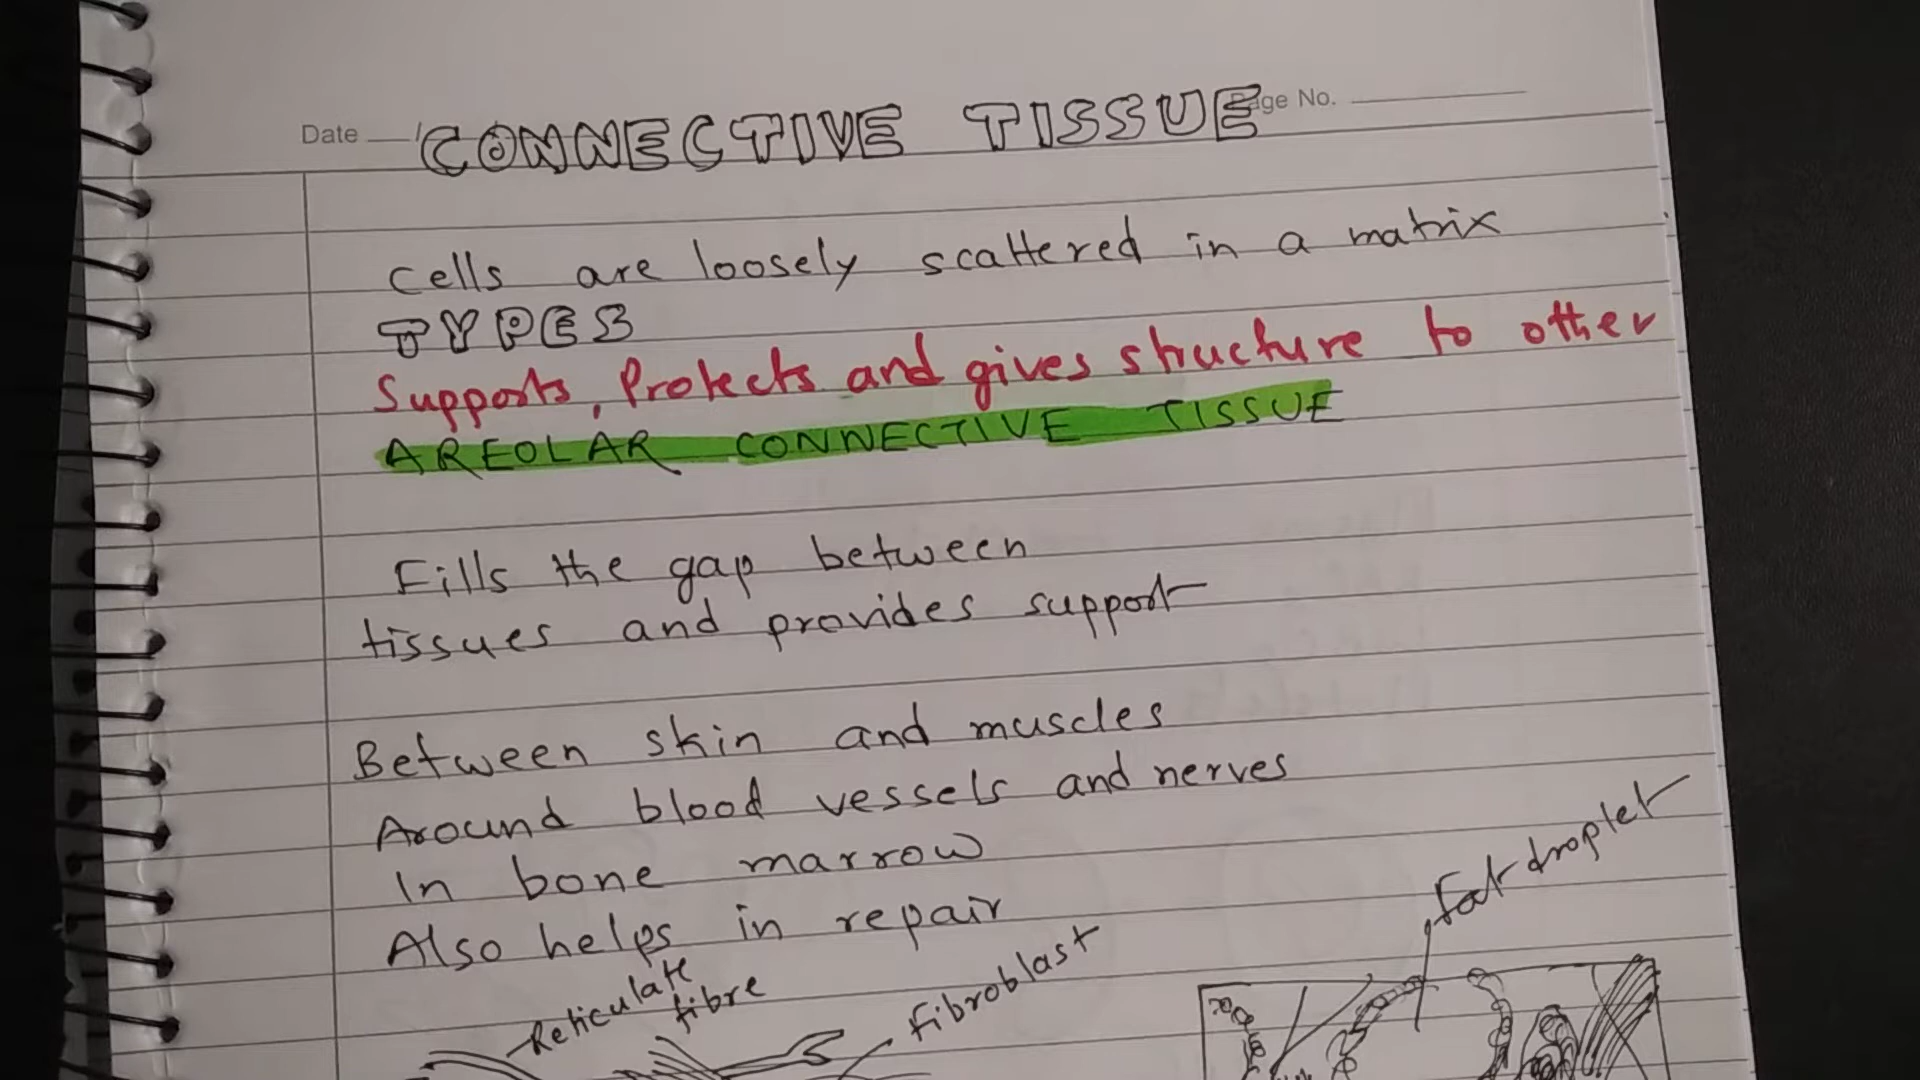 Date Page No.
CONNECTIVE TISSUE
Cells are loosely scattered in a matrix
TYPES
Supports, Protects and gives structure to other
AREOLAR CONNECTIVE TISSUE
Fills the gap between
tissues and provides support
Between skin and muscles
Around blood vessels and nerves
In bone marrow
Also helps in repair
Fat droplet
Reticulate
fibre
Fibroblast